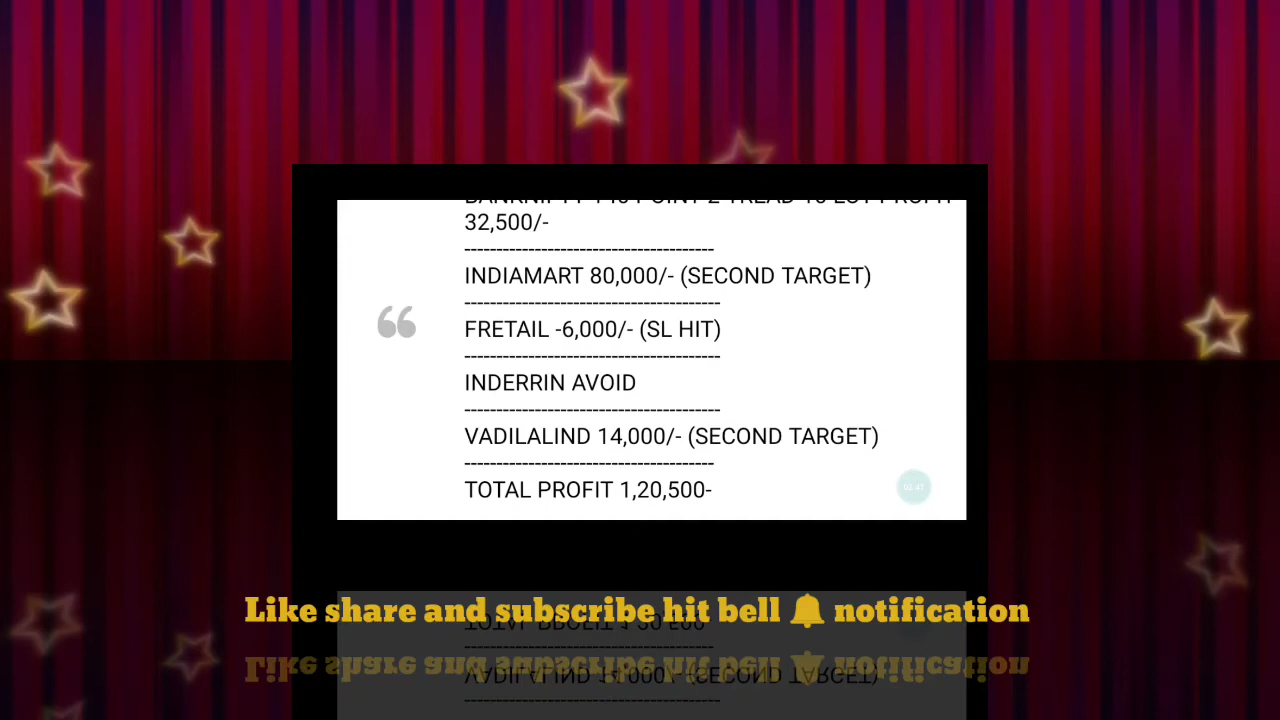 32,500/-
--------------------------------------
INDIAMART 80,000/- (SECOND TARGET)
---------------------------------------
FRETAIL -6,000/- (SL HIT)
---------------------------------------
INDERRIN AVOID
---------------------------------------
VADILALIND 14,000/- (SECOND TARGET)
--------------------------------------
TOTAL PROFIT 1,20,500-
Like share and subscribe hit bell 🔔 notification